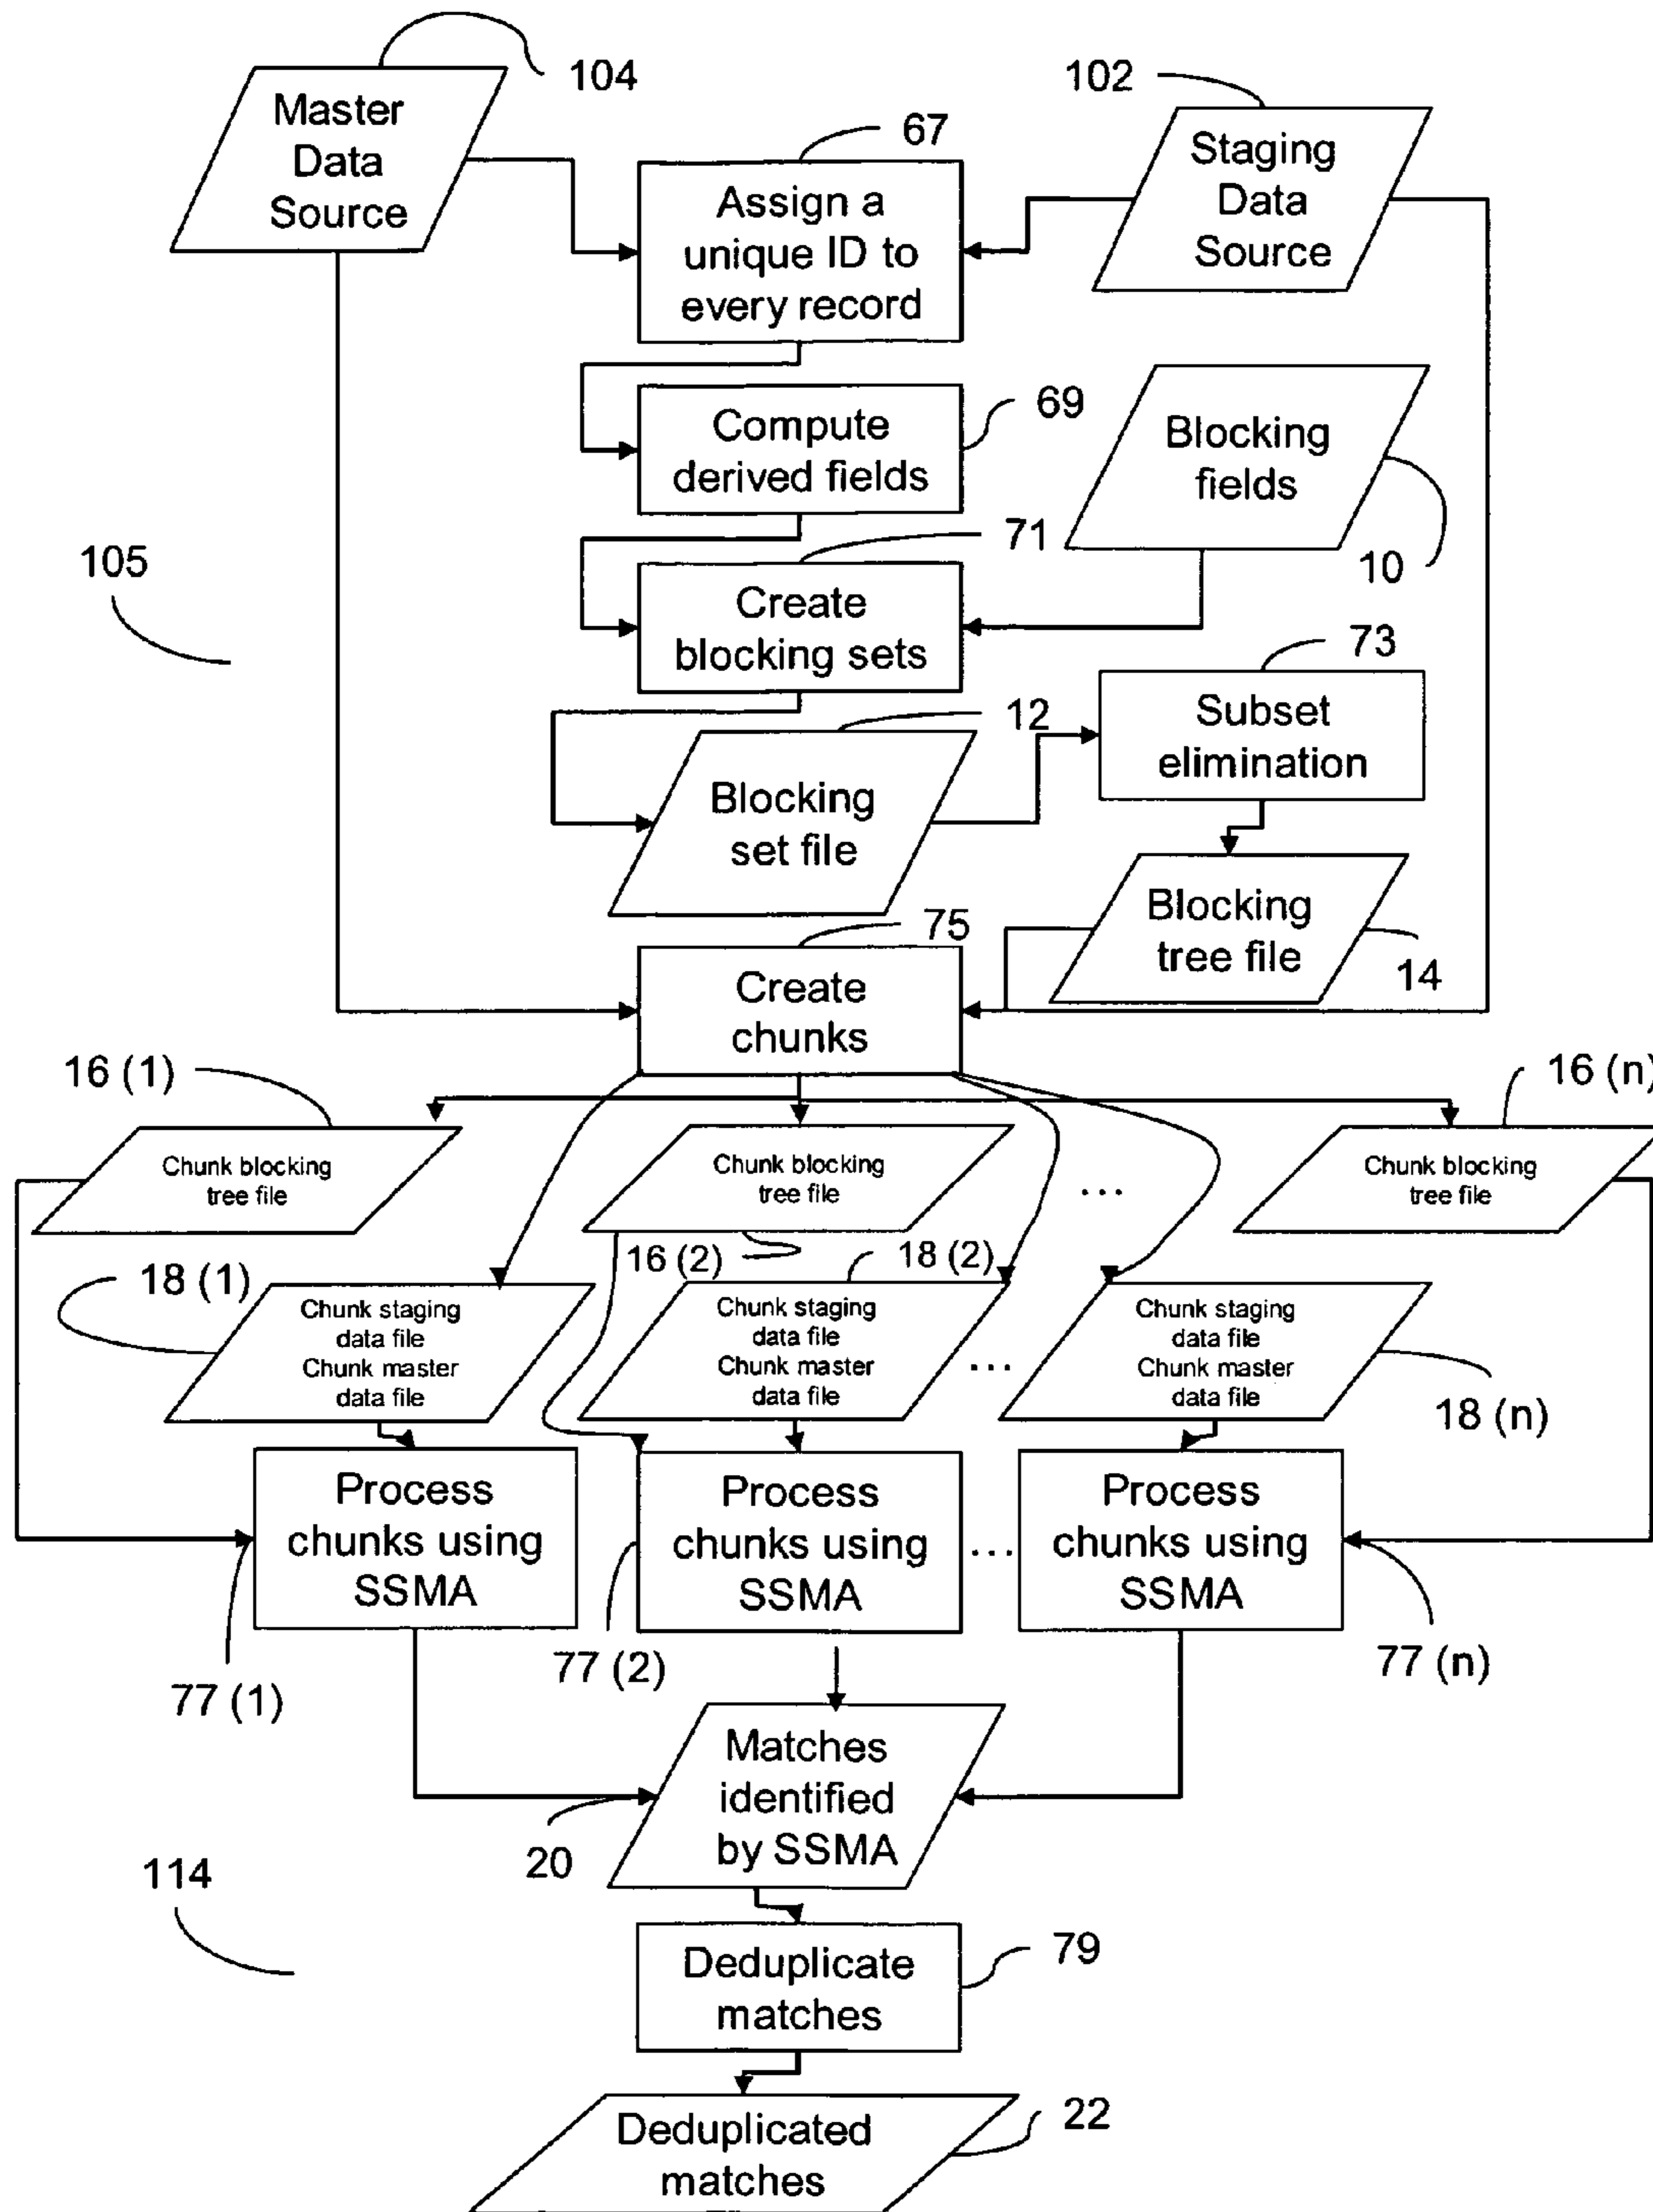 104
102
Master
Data
Source
67
Staging
Data
Source
Assign a
unique ID to
every record
69
Compute
derived fields
Blocking
fields
71
10
105
Create
blocking sets
73
12
Subset
elimination
Blocking
set file
75
Blocking
tree file
14
Create
chunks
16 (1)
16 (n)
Chunk blocking
tree file
Chunk blocking
tree file
...
Chunk blocking
tree file
16 (2)
18 (2)
18 (1)
Chunk staging
data file
Chunk master
data file
Chunk staging
data file
Chunk master
data file
...
Chunk staging
data file
Chunk master
data file
18 (n)
Process
chunks using
SSMA
Process
chunks using
SSMA
...
Process
chunks using
SSMA
77 (1)
77 (2)
77 (n)
Matches
identified
by SSMA
20
114
Deduplicate
matches
79
Deduplicated
matches
22